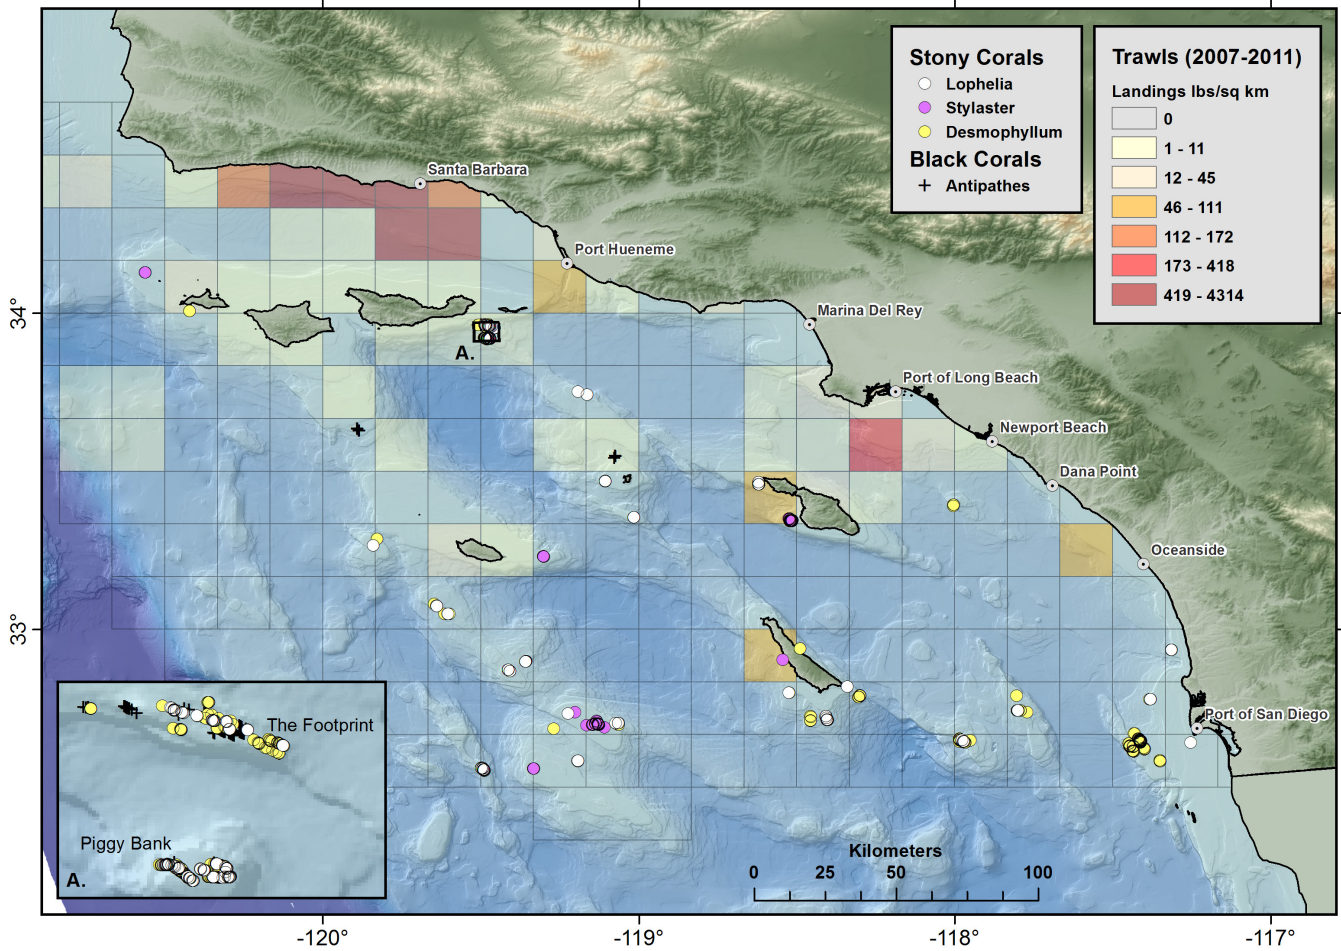 Stony Corals
Lophelia
Stylaster
Desmophyllum
Black Corals
Antipathes
Trawls (2007-2011)
Landings lbs/sq km
0
1 - 11
12 - 45
46 - 111
112 - 172
173 - 418
419 - 4314
Santa Barbara
Port Hueneme
Marina Del Rey
Port of Long Beach
Newport Beach
Dana Point
Oceanside
Port of San Diego
A.
34°
33°
The Footprint
Piggy Bank
A.
Kilometers
0 25 50 100
-120° -119° -118° -117°